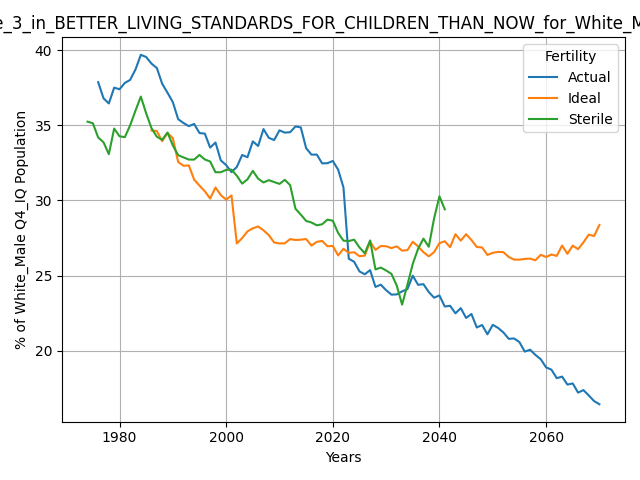 e_3_in_BETTER_LIVING_STANDARDS_FOR_CHILDREN_THAN_NOW_for_White_M
Fertility
Actual
Ideal
Sterile
% of White_Male Q4_IQ Population
40
35
30
25
20
1980
2000
2020
2040
2060
Years